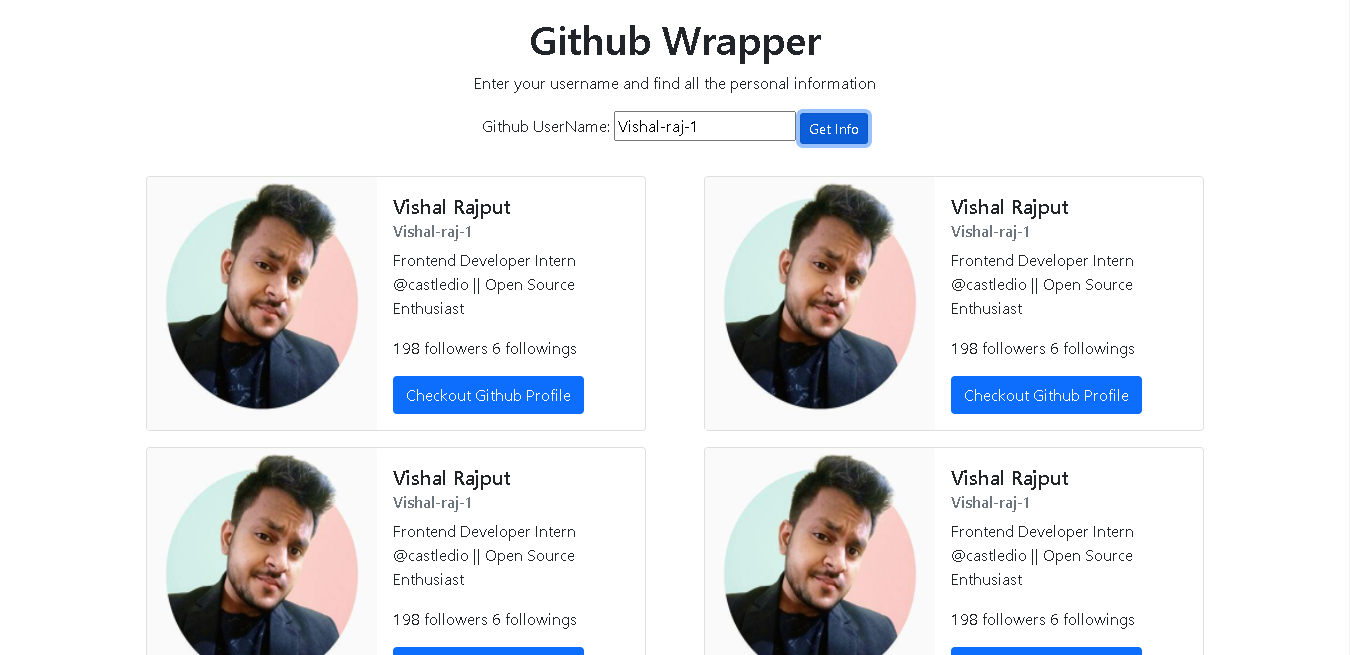 Github Wrapper
Enter your username and find all the personal information
Github UserName: Vishal-raj-1 Get Info
Vishal Rajput
Vishal-raj-1
Frontend Developer Intern
@castledio || Open Source
Enthusiast
198 followers 6 followings
Checkout Github Profile
Vishal Rajput
Vishal-raj-1
Frontend Developer Intern
@castledio || Open Source
Enthusiast
198 followers 6 followings
Checkout Github Profile
Vishal Rajput
Vishal-raj-1
Frontend Developer Intern
@castledio || Open Source
Enthusiast
198 followers 6 followings
Vishal Rajput
Vishal-raj-1
Frontend Developer Intern
@castledio || Open Source
Enthusiast
198 followers 6 followings